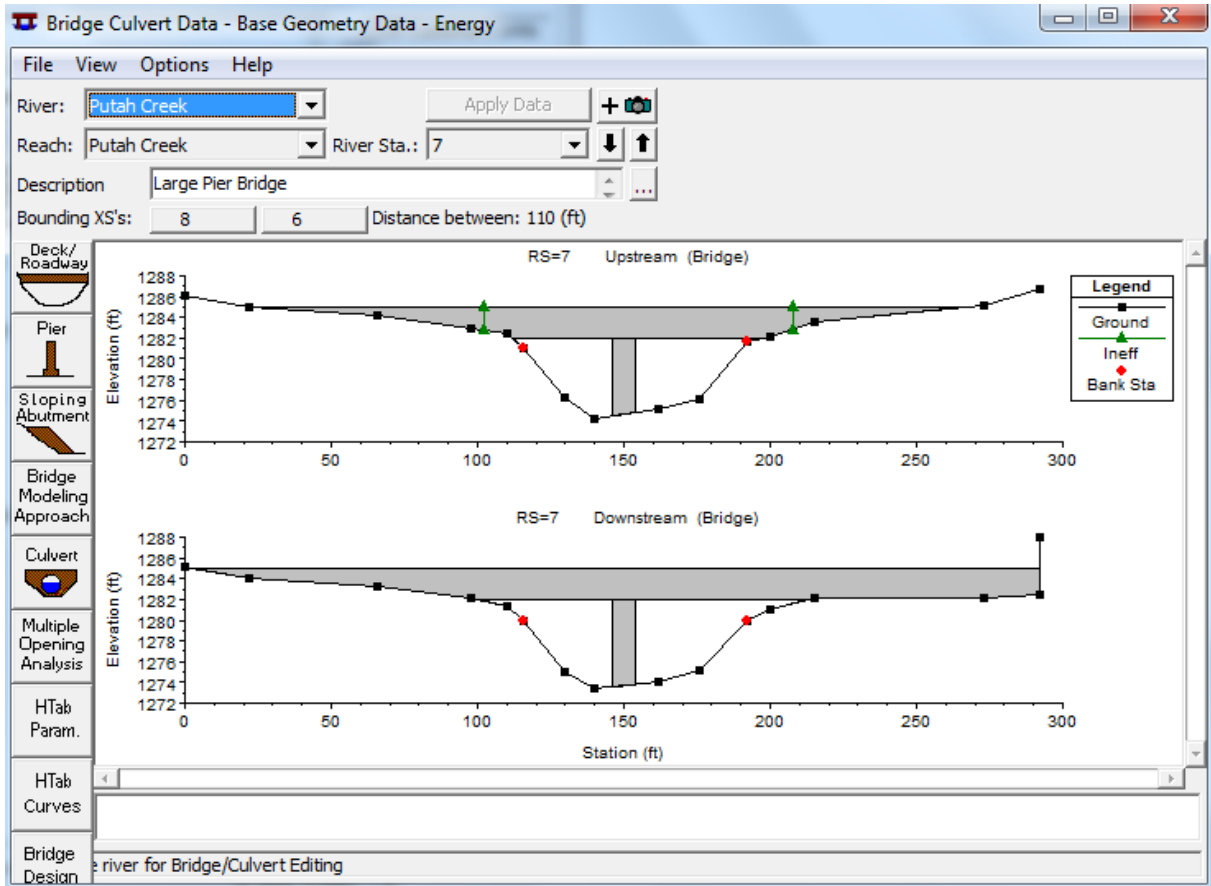 Bridge Culvert Data - Base Geometry Data - Energy
File View Options Help
River: Putah Creek Apply Data +
Reach: Putah Creek River Sta.: 7
Description Large Pier Bridge ...
Bounding XS's: 8 6 Distance between: 110 (ft)
Deck/
Roadway
Pier
Sloping
Abutment
Bridge
Modeling
Approach
Culvert
Multiple
Opening
Analysis
HTab
Param.
HTab
Curves
Bridge
Design
RS=7 Upstream (Bridge)
Elevation (ft)
1288
1286
1284
1282
1280
1278
1276
1274
1272
0 50 100 150 200 250 300
Legend
Ground
Ineff
Bank Sta
RS=7 Downstream (Bridge)
Elevation (ft)
1288
1286
1284
1282
1280
1278
1276
1274
1272
0 50 100 150 200 250 300
Station (ft)
river for Bridge/Culvert Editing